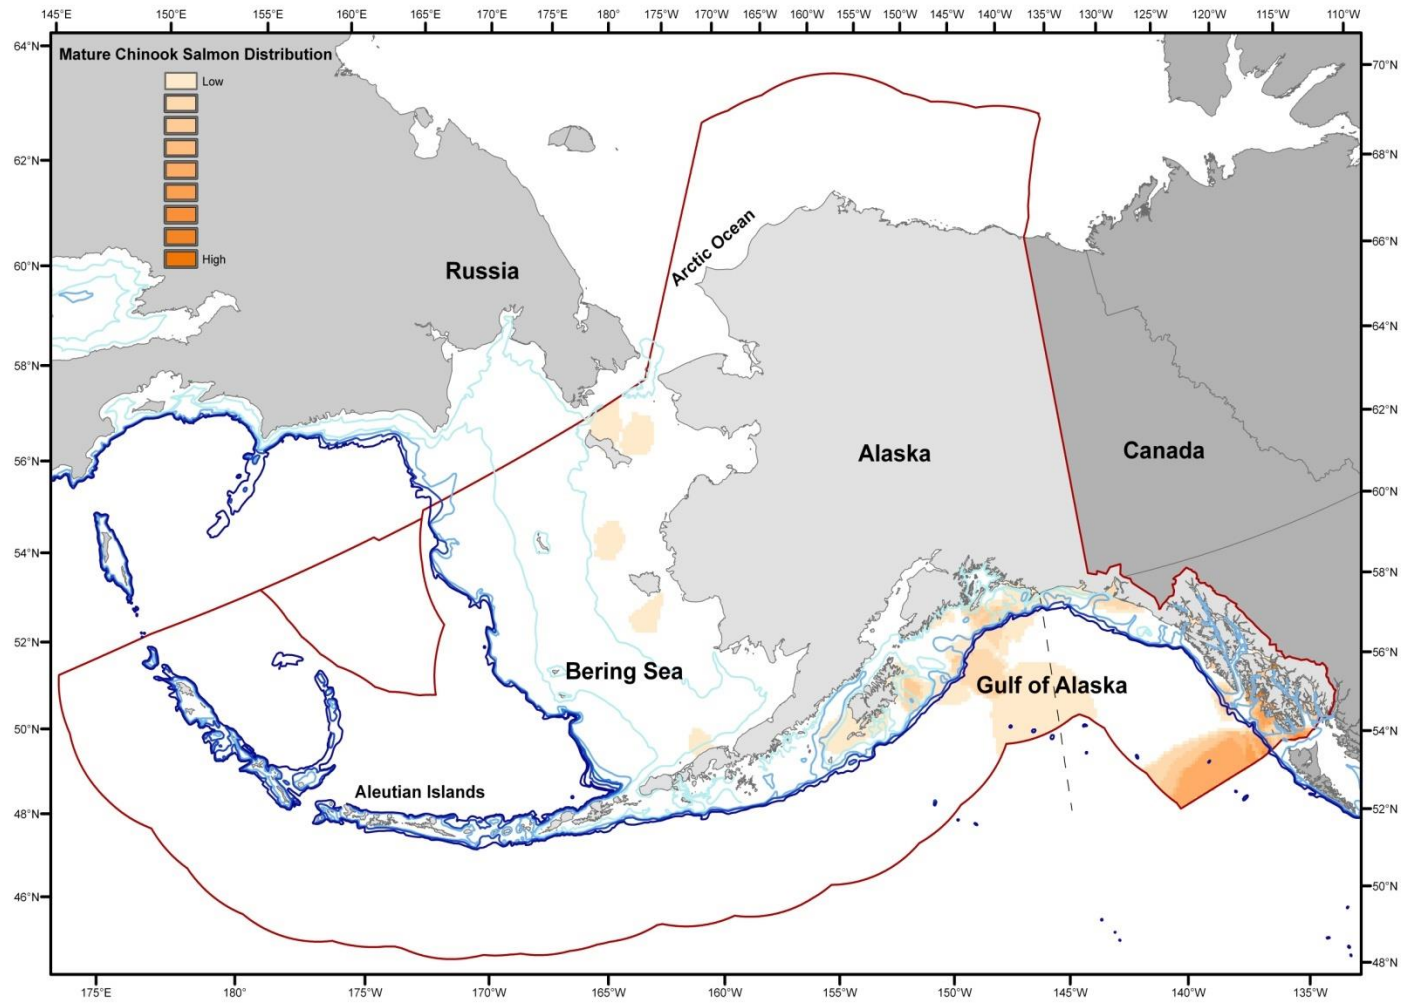 145°E 150°E 155°E 160°E 165°E 170°E 175°E 180° 175°W 170°W 165°W 160°W 155°W 150°W 145°W 140°W 135°W 130°W 125°W 120°W 115°W 110°W
64°N
Mature Chinook Salmon Distribution
70°N
Low
62°N
68°N
Arctic Ocean
66°N
High
60°N
Russia
64°N
58°N
62°N
Alaska
Canada
56°N
60°N
54°N
58°N
52°N
56°N
Bering Sea
Gulf of Alaska
50°N
54°N
Aleutian Islands
48°N
52°N
46°N
50°N
48°N
175°E 180° 175°W 170°W 165°W 160°W 155°W 150°W 145°W 140°W 135°W